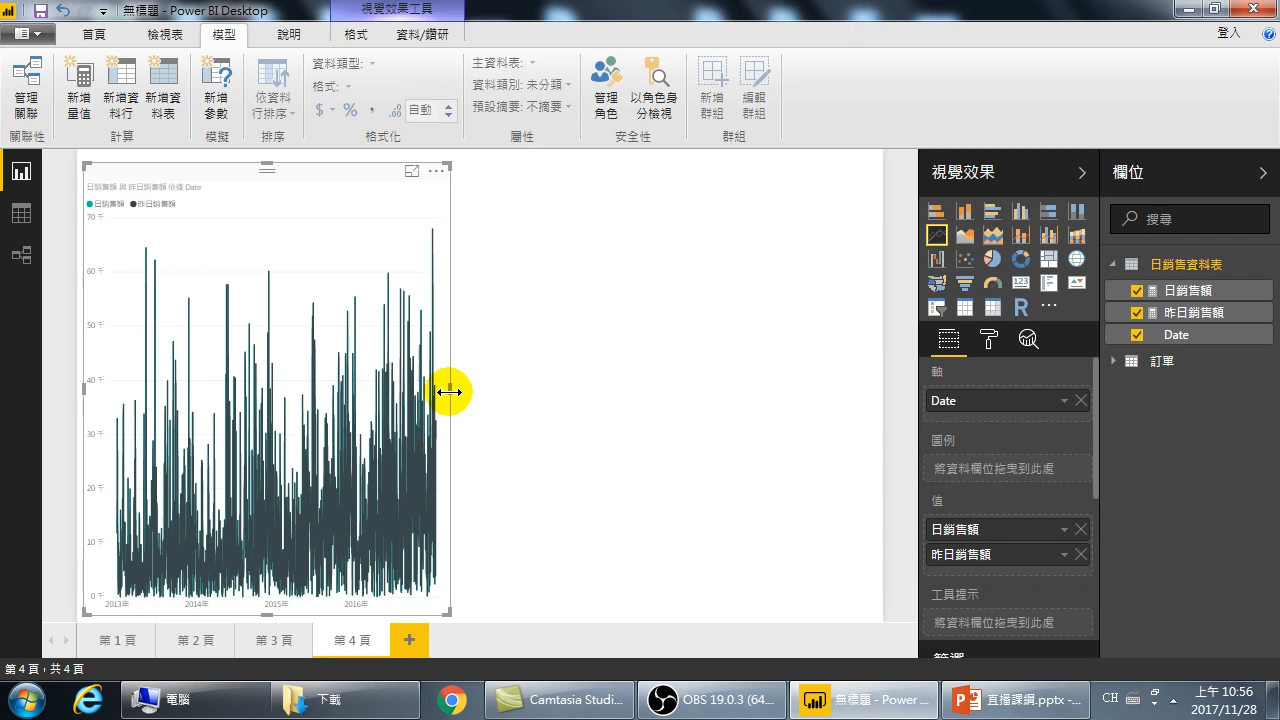 無標題 - Power BI Desktop
視覺效果工具
首頁
檢視表
模型
說明
格式
資料/鑽研
登入
管理
關聯
關聯性
新增
量值
新增資
料行
新增資
料表
計算
新增
參數
模擬
依資料
行排序
排序
資料類型:
格式:
$ % , .00 自動
格式化
主資料表:
資料類別: 未分類
預設摘要: 不摘要
屬性
管理
角色
以角色身
分檢視
安全性
新增
群組
編輯
群組
群組
日銷售額 與 昨日銷售額 依據 Date
日銷售額 昨日銷售額
70 千
60 千
50 千
40 千
30 千
20 千
10 千
0 千
2013年 2014年 2015年 2016年
視覺效果
123
R
軸
Date
圖例
將資料欄位拖曳到此處
值
日銷售額
昨日銷售額
工具提示
將資料欄位拖曳到此處
欄位
搜尋
日銷售資料表
日銷售額
昨日銷售額
Date
訂單
第 1 頁
第 2 頁
第 3 頁
第 4 頁
第 4 頁，共 4 頁
電腦
下載
Camtasia Studi...
OBS 19.0.3 (64...
無標題 - Power ...
直播課綱.pptx - ...
CH
上午 10:56
2017/11/28